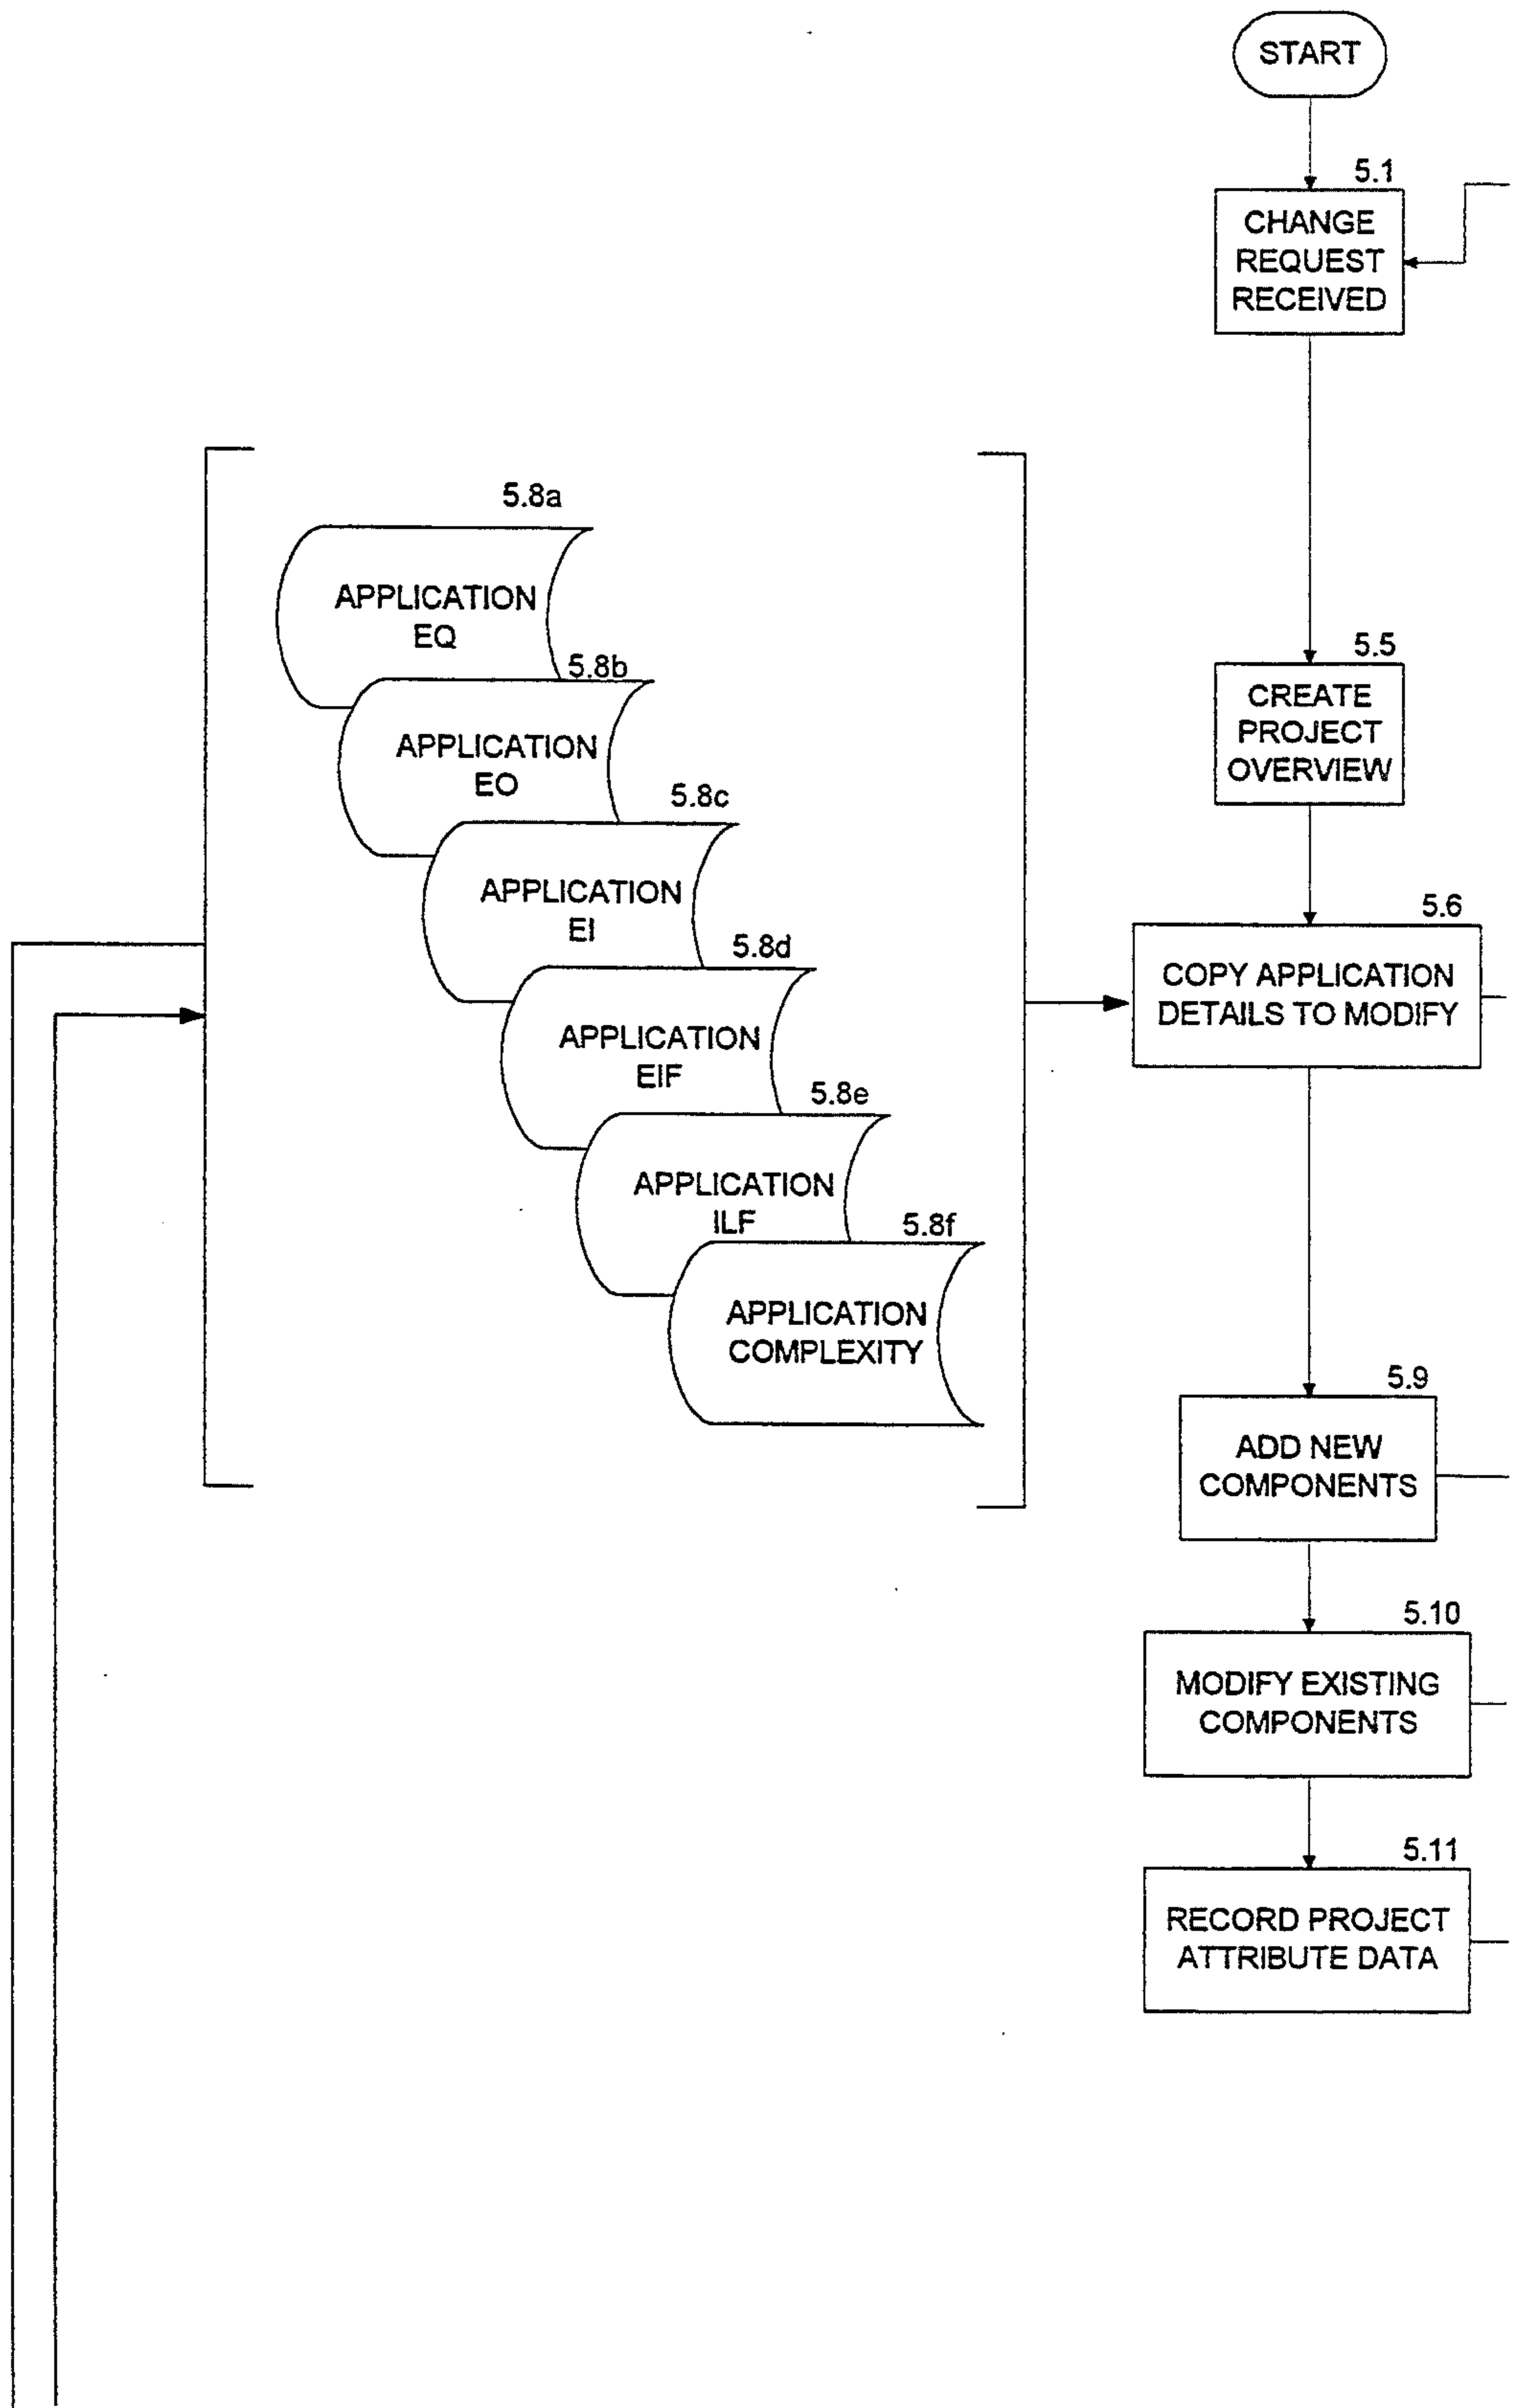 START
5.1
CHANGE
REQUEST
RECEIVED
5.8a
APPLICATION
EQ
5.8b
APPLICATION
EO
5.8c
APPLICATION
EI
5.8d
APPLICATION
EIF
5.8e
APPLICATION
ILF
5.8f
APPLICATION
COMPLEXITY
5.5
CREATE
PROJECT
OVERVIEW
5.6
COPY APPLICATION
DETAILS TO MODIFY
5.9
ADD NEW
COMPONENTS
5.10
MODIFY EXISTING
COMPONENTS
5.11
RECORD PROJECT
ATTRIBUTE DATA